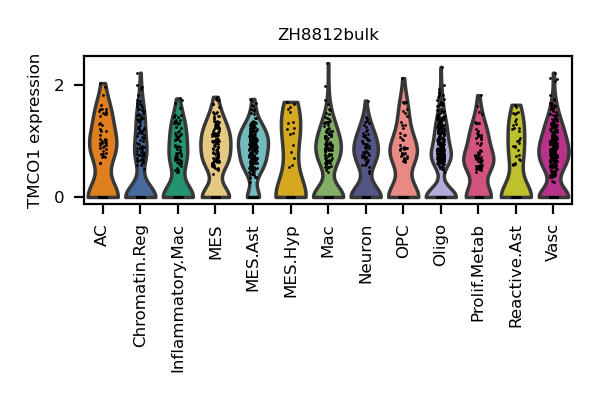 ZH8812bulk
TMCO1 expression
2
0
AC
Chromatin.Reg
Inflammatory.Mac
MES
MES.Ast
MES.Hyp
Mac
Neuron
OPC
Oligo
Prolif.Metab
Reactive.Ast
Vasc